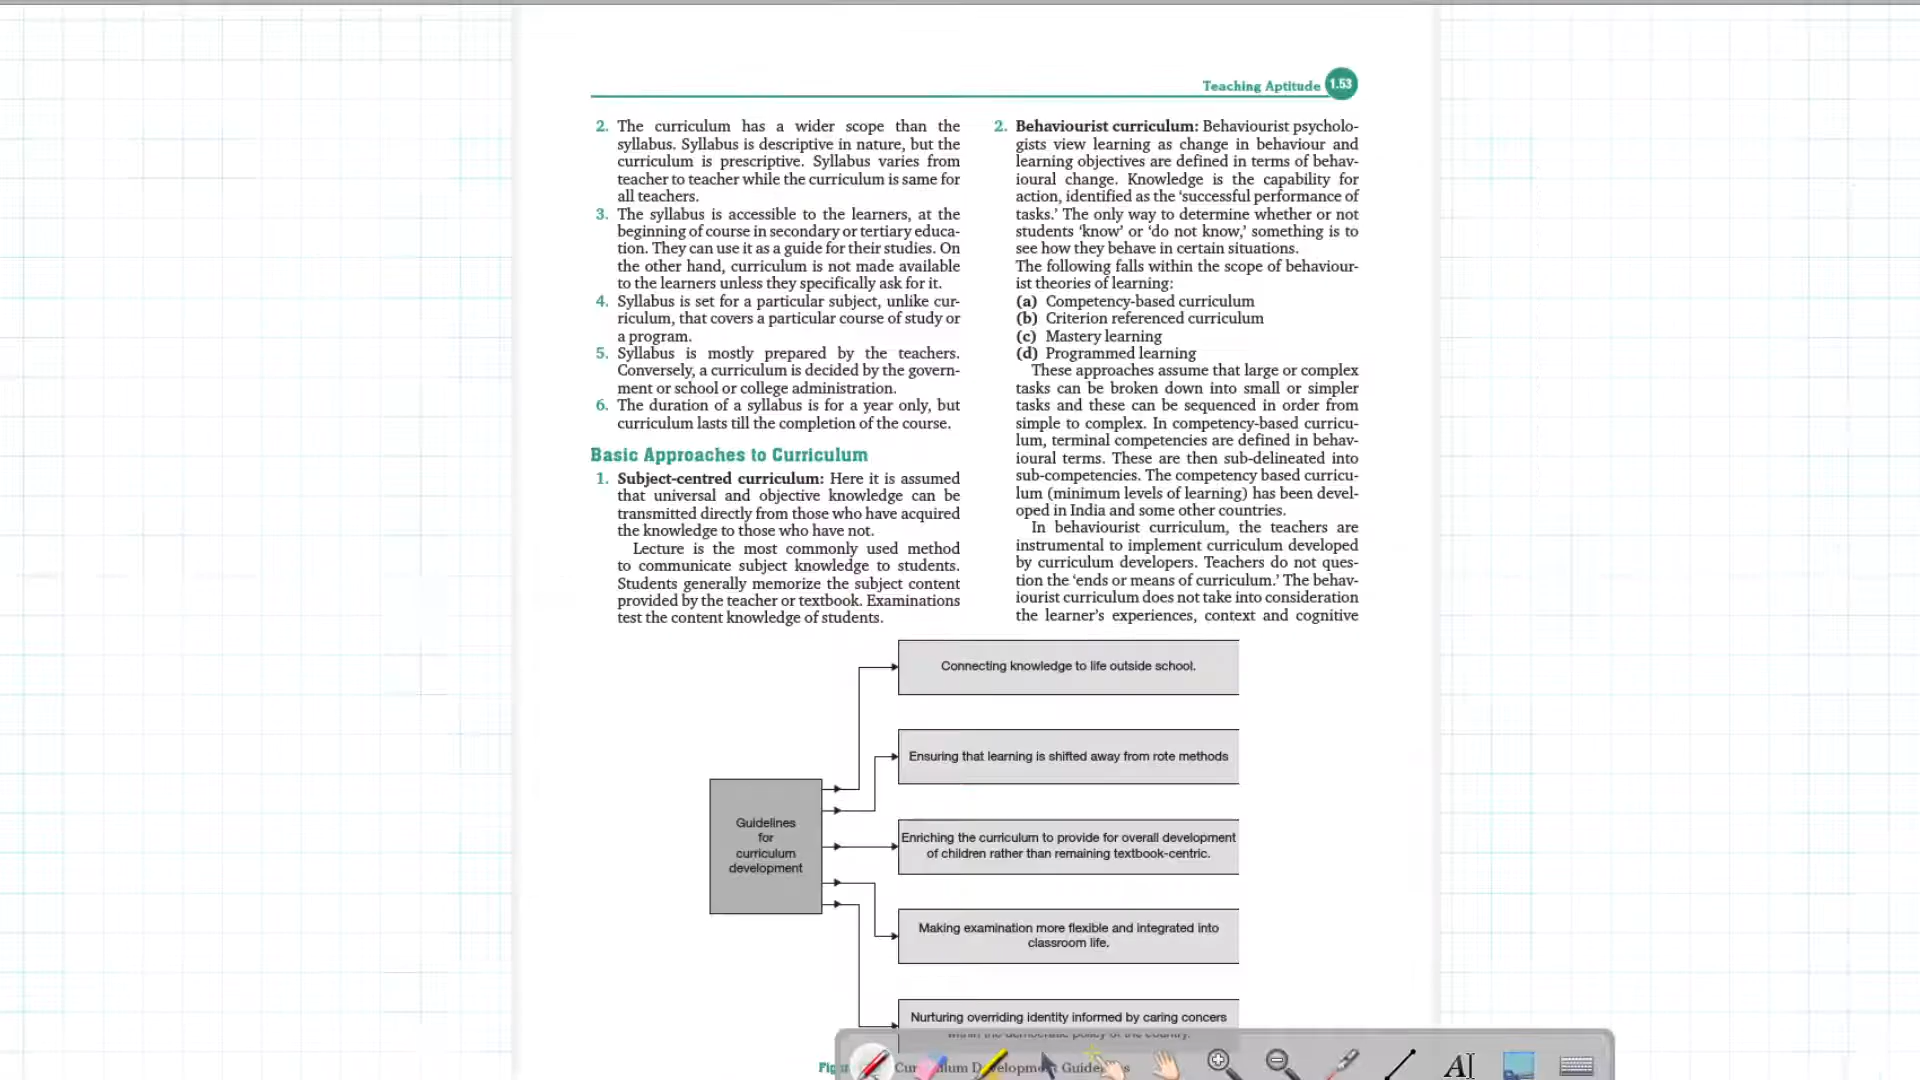 Teaching Aptitude 1.53
2. The curriculum has a wider scope than the
syllabus. Syllabus is descriptive in nature, but the
curriculum is prescriptive. Syllabus varies from
teacher to teacher while the curriculum is same for
all teachers.
3. The syllabus is accessible to the learners, at the
beginning of course in secondary or tertiary educa-
tion. They can use it as a guide for their studies. On
the other hand, curriculum is not made available
to the learners unless they specifically ask for it.
4. Syllabus is set for a particular subject, unlike cur-
riculum, that covers a particular course of study or
a program.
5. Syllabus is mostly prepared by the teachers.
Conversely, a curriculum is decided by the govern-
ment or school or college administration.
6. The duration of a syllabus is for a year only, but
curriculum lasts till the completion of the course.
Basic Approaches to Curriculum
1. Subject-centred curriculum: Here it is assumed
that universal and objective knowledge can be
transmitted directly from those who have acquired
the knowledge to those who have not.
Lecture is the most commonly used method
to communicate subject knowledge to students.
Students generally memorize the subject content
provided by the teacher or textbook. Examinations
test the content knowledge of students.
2. Behaviourist curriculum: Behaviourist psycholo-
gists view learning as change in behaviour and
learning objectives are defined in terms of behav-
ioural change. Knowledge is the capability for
action, identified as the ‘successful performance of
tasks.’ The only way to determine whether or not
students ‘know’ or ‘do not know,’ something is to
see how they behave in certain situations.
The following falls within the scope of behaviour-
ist theories of learning:
(a) Competency-based curriculum
(b) Criterion referenced curriculum
(c) Mastery learning
(d) Programmed learning
These approaches assume that large or complex
tasks can be broken down into small or simpler
tasks and these can be sequenced in order from
simple to complex. In competency-based curricu-
lum, terminal competencies are defined in behav-
ioural terms. These are then sub-delineated into
sub-competencies. The competency based curricu-
lum (minimum levels of learning) has been devel-
oped in India and some other countries.
In behaviourist curriculum, the teachers are
instrumental to implement curriculum developed
by curriculum developers. Teachers do not ques-
tion the ‘ends or means of curriculum.’ The behav-
iourist curriculum does not take into consideration
the learner’s experiences, context and cognitive
Guidelines
for
curriculum
development
Connecting knowledge to life outside school.
Ensuring that learning is shifted away from rote methods
Enriching the curriculum to provide for overall development
of children rather than remaining textbook-centric.
Making examination more flexible and integrated into
classroom life.
Nurturing overriding identity informed by caring concers
within the democratic policy of the country.